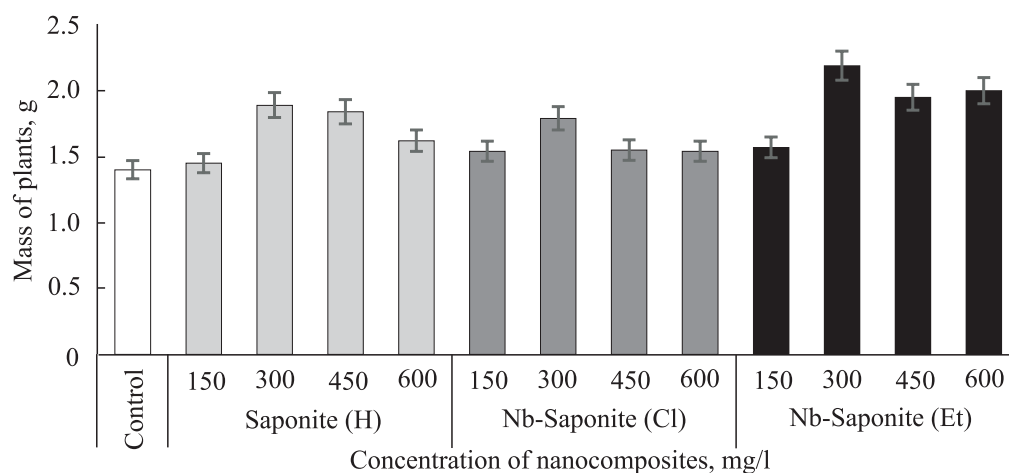 2.5
2.0
1.5
1.0
0.5
0
Mass of plants, g
Control
150 300 450 600 150 300 450 600 150 300 450 600
Saponite (H) Nb-Saponite (Cl) Nb-Saponite (Et)
Concentration of nanocomposites, mg/l